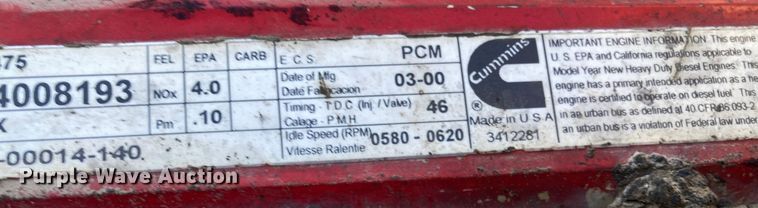 475
FEL EPA CARB
E C S PCM
4008193
NOx 4.0
Date of Mfg
Date Fabricacion 03-00
X
Pm .10
Timing - T D C (Inj / Valve) 46
Calage - P M H
Idle Speed (RPM) 0580 - 0620
Vitesse Ralentie
-00014-140
Cummins
®
Made in U S A
3412281
IMPORTANT ENGINE INFORMATION This engine
U. S. EPA and California regulations applicable to
Model Year New Heavy Duty Diesel Engines. This
engine has a primary intended application as a he
engine is certified to operate on diesel fuel. This
in an urban bus as defined at 40 CFR 86.093-2
an urban bus is a violation of Federal law under
Purple Wave Auction